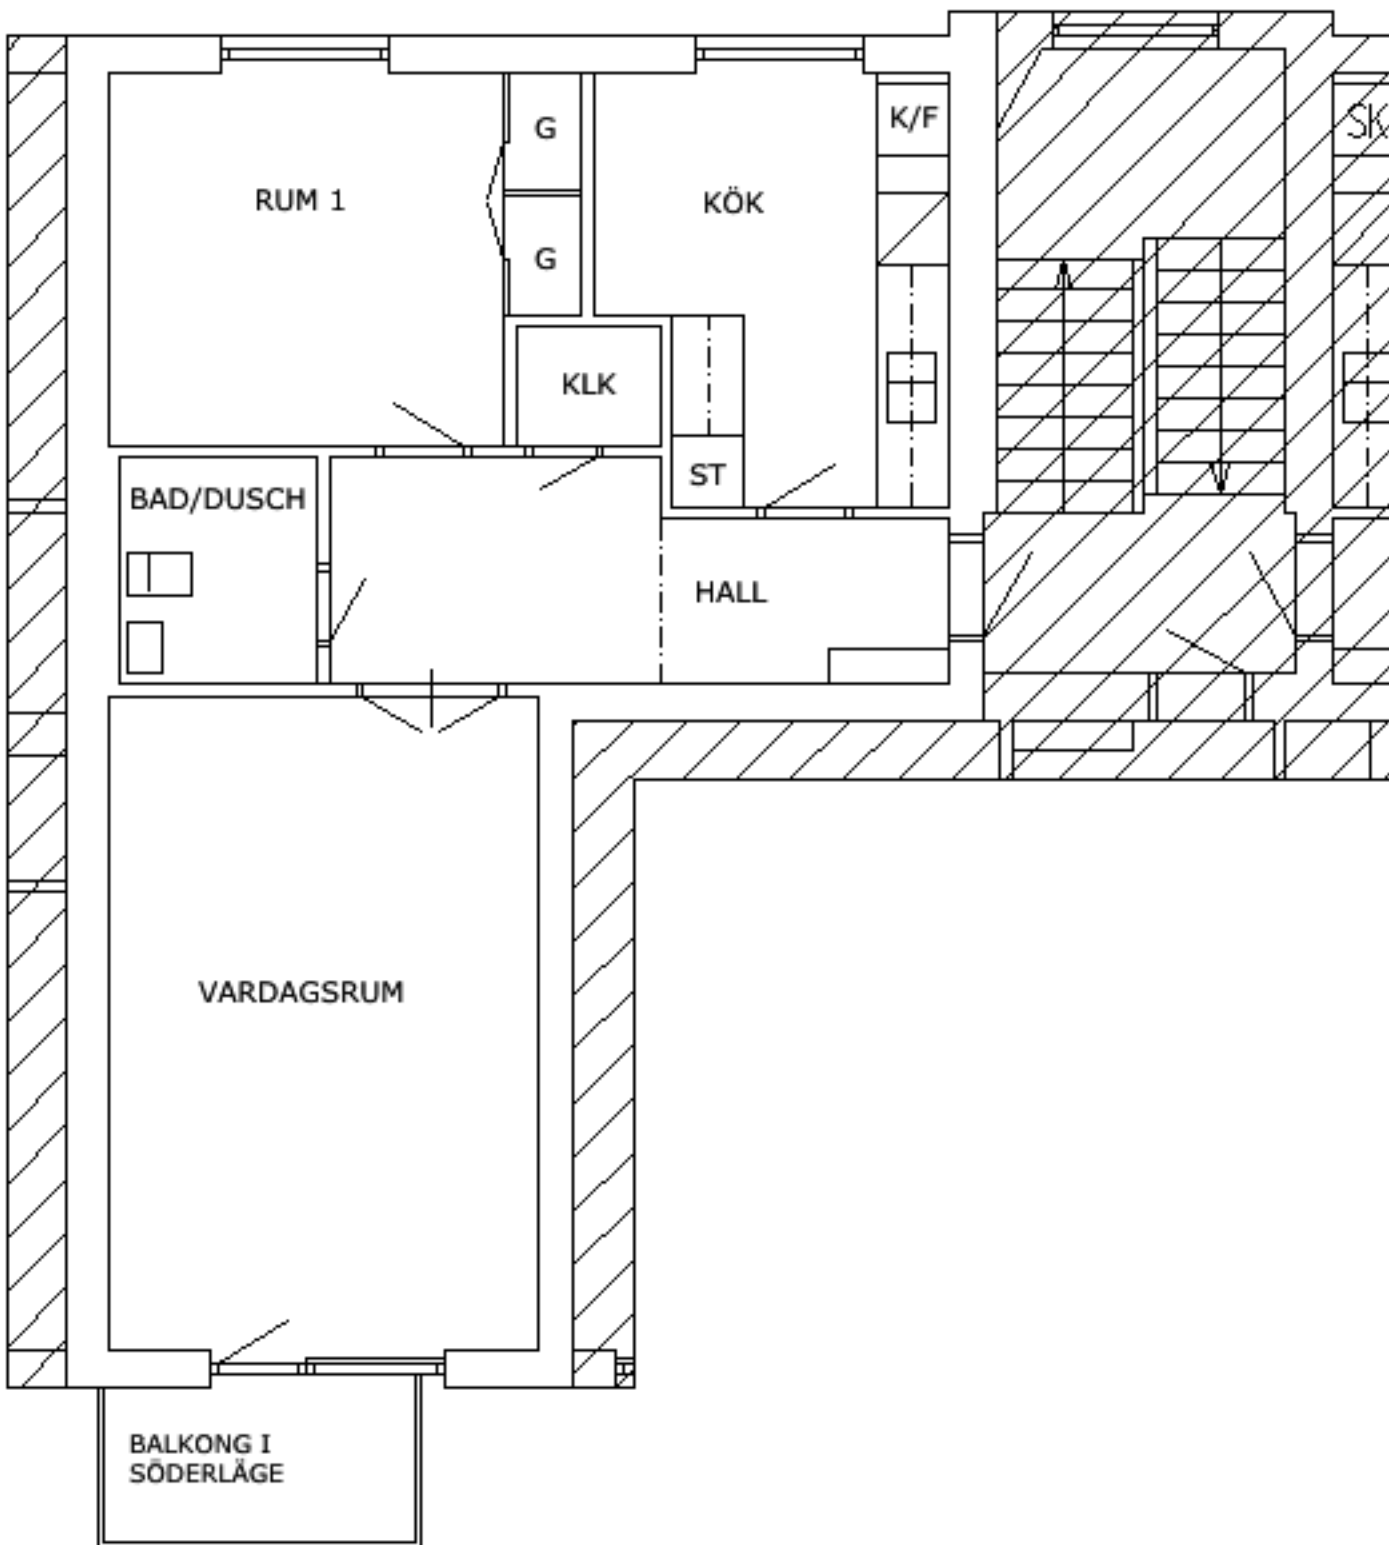 K/F
G
RUM 1
KÖK
G
KLK
ST
BAD/DUSCH
HALL
VARDAGSRUM
BALKONG I
SÖDERLÄGE